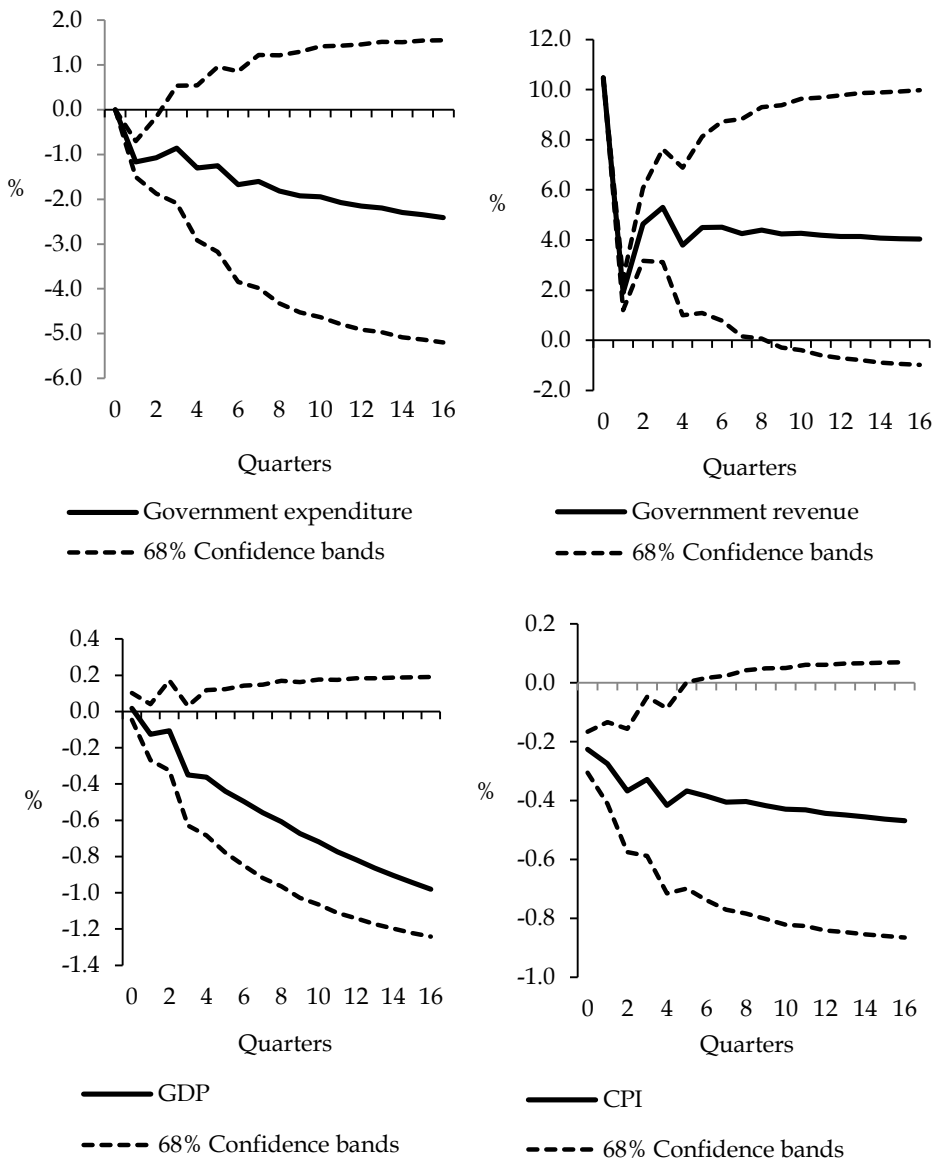 2.0
1.0
0.0
-1.0
-2.0
-3.0
-4.0
-5.0
-6.0
%
0 2 4 6 8 10 12 14 16
Quarters
Government expenditure
68% Confidence bands
12.0
10.0
8.0
6.0
4.0
2.0
0.0
-2.0
%
0 2 4 6 8 10 12 14 16
Quarters
Government revenue
68% Confidence bands
0.4
0.2
0.0
-0.2
-0.4
-0.6
-0.8
-1.0
-1.2
-1.4
%
0 2 4 6 8 10 12 14 16
Quarters
GDP
68% Confidence bands
0.2
0.0
-0.2
-0.4
-0.6
-0.8
-1.0
%
0 2 4 6 8 10 12 14 16
Quarters
CPI
68% Confidence bands